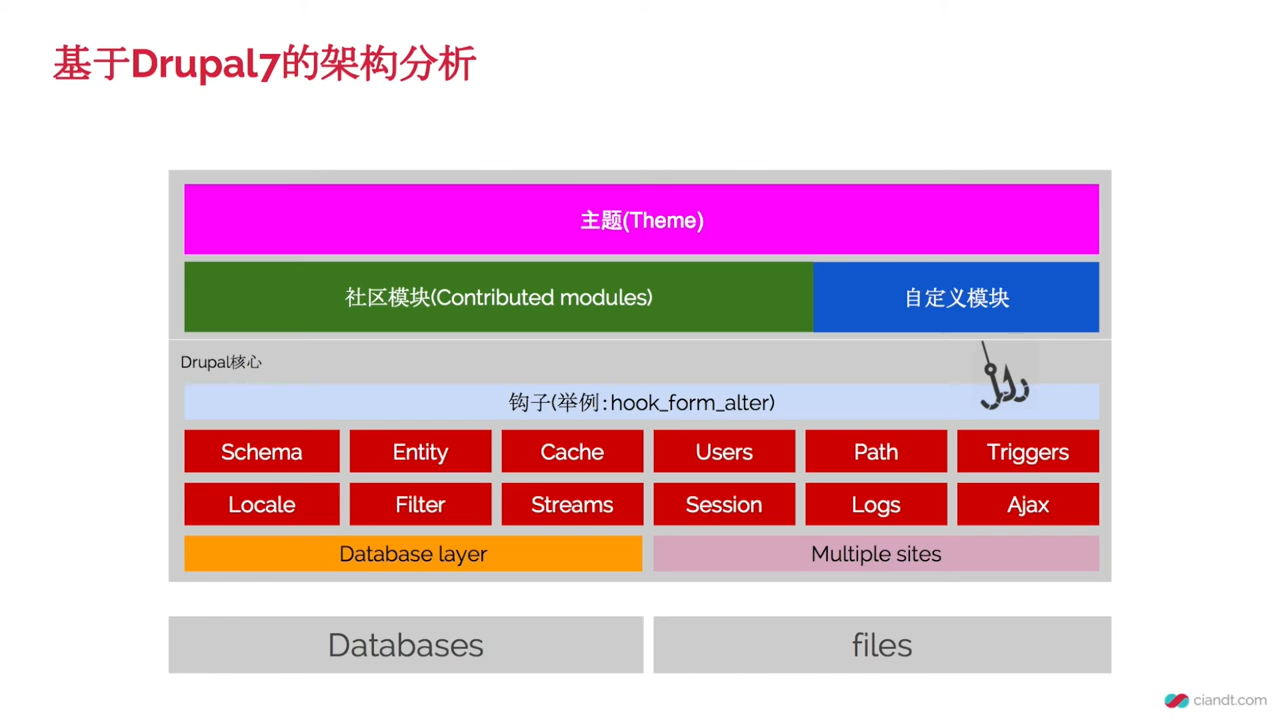 基于Drupal7的架构分析
主题(Theme)
社区模块(Contributed modules)
自定义模块
Drupal核心
钩子(举例:hook_form_alter)
Schema
Entity
Cache
Users
Path
Triggers
Locale
Filter
Streams
Session
Logs
Ajax
Database layer
Multiple sites
Databases
files
ciandt.com